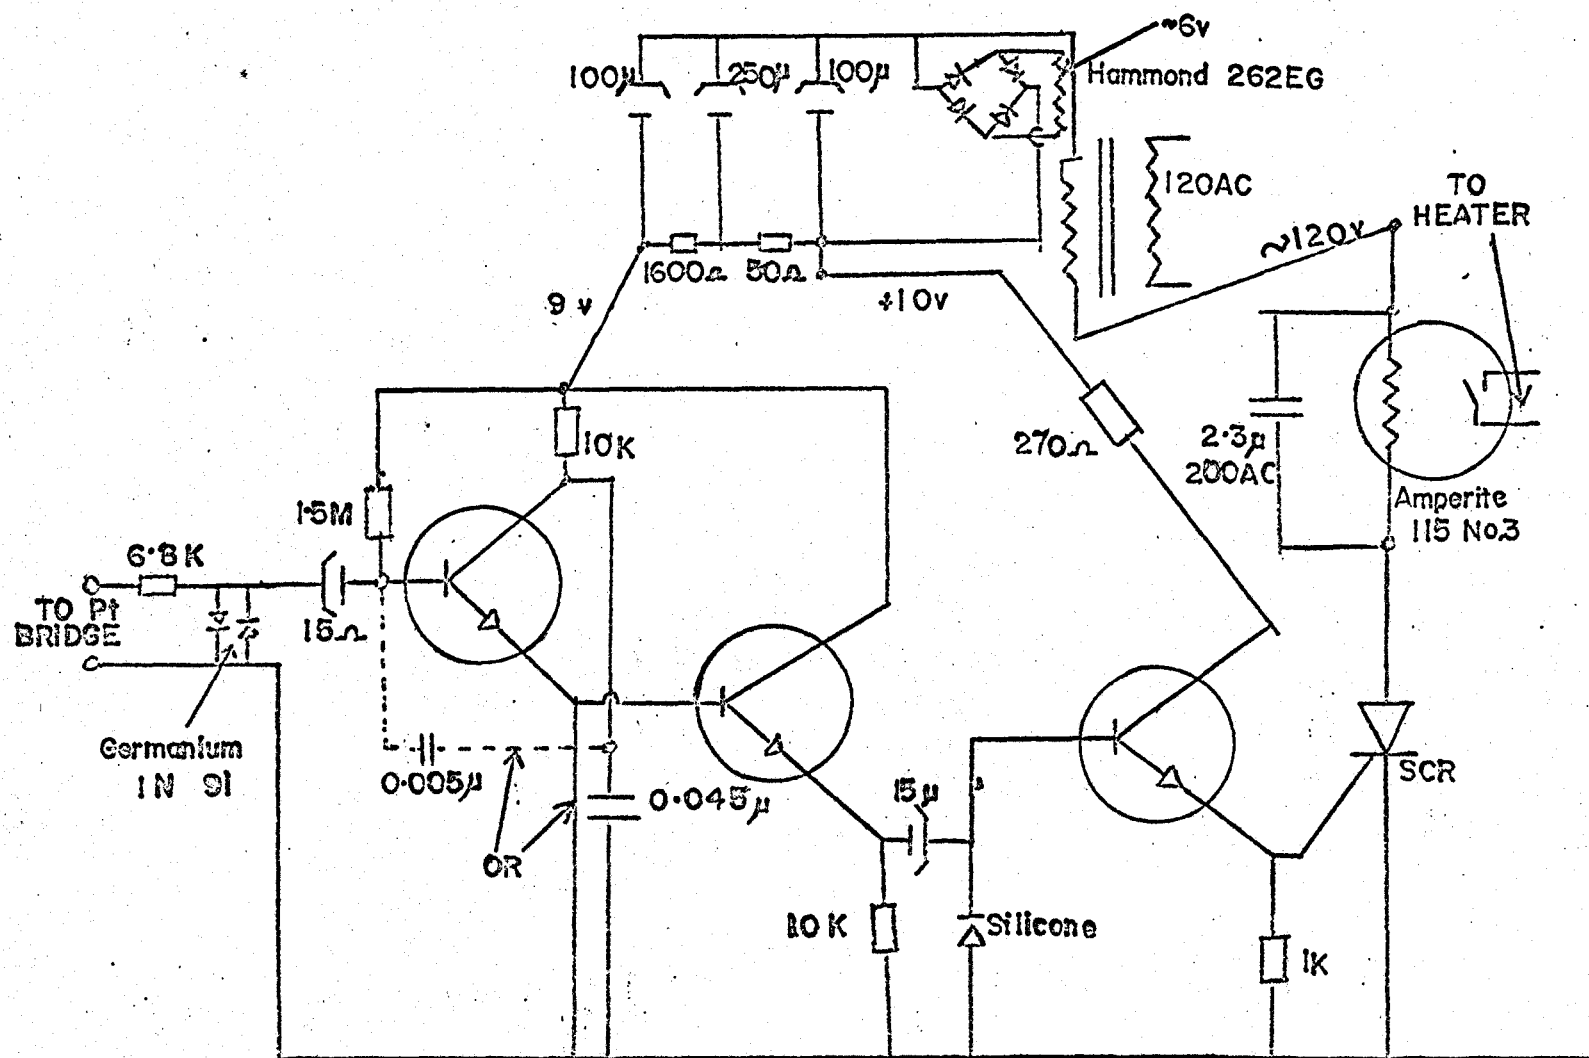 ~6v
100µ
250µ
100µ
Hammond 262EG
120AC
TO
HEATER
~120v
1600Ω
50Ω
9 v
+10v
10K
270Ω
2·3µ
200AC
1·5M
Amperite
115 No.3
6·8K
TO Pt
BRIDGE
15Ω
Germanium
1N 91
0·005µ
0·045µ
15µ
SCR
OR
10K
Silicone
1K